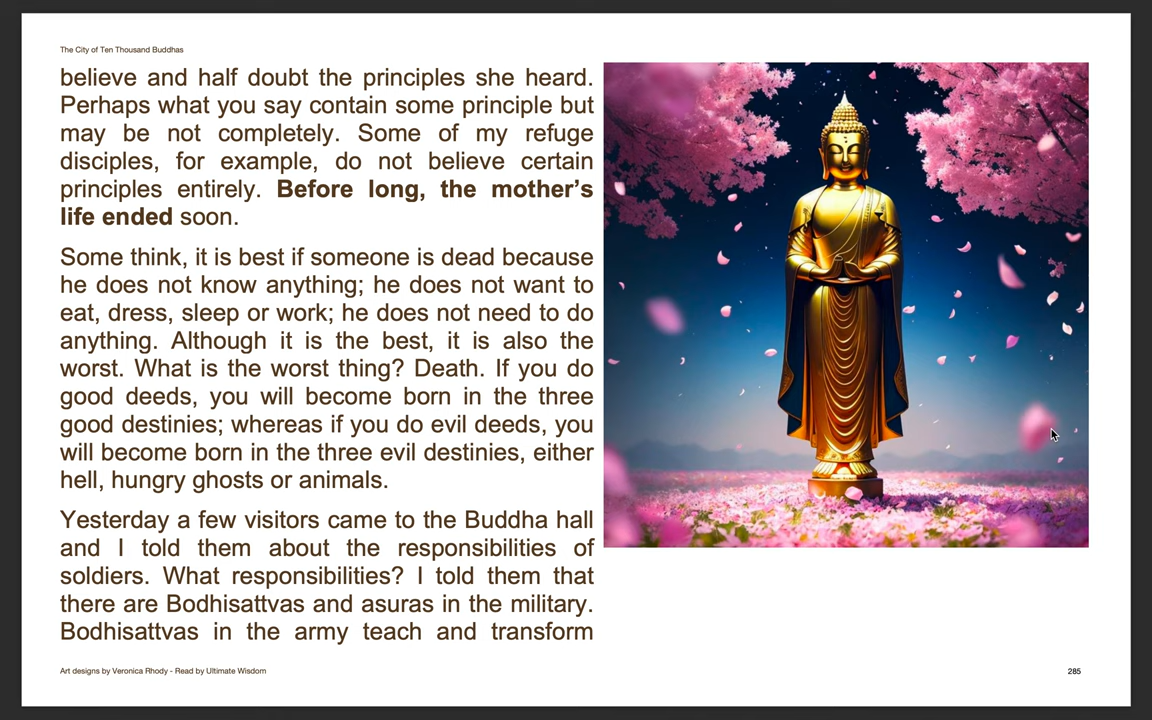 The City of Ten Thousand Buddhas
believe and half doubt the principles she heard.
Perhaps what you say contain some principle but
may be not completely. Some of my refuge
disciples, for example, do not believe certain
principles entirely. Before long, the mother's
life ended soon.
Some think, it is best if someone is dead because
he does not know anything; he does not want to
eat, dress, sleep or work; he does not need to do
anything. Although it is the best, it is also the
worst. What is the worst thing? Death. If you do
good deeds, you will become born in the three
good destinies; whereas if you do evil deeds, you
will become born in the three evil destinies, either
hell, hungry ghosts or animals.
Yesterday a few visitors came to the Buddha hall
and I told them about the responsibilities of
soldiers. What responsibilities? I told them that
there are Bodhisattvas and asuras in the military.
Bodhisattvas in the army teach and transform
Art designs by Veronica Rhody - Read by Ultimate Wisdom
285